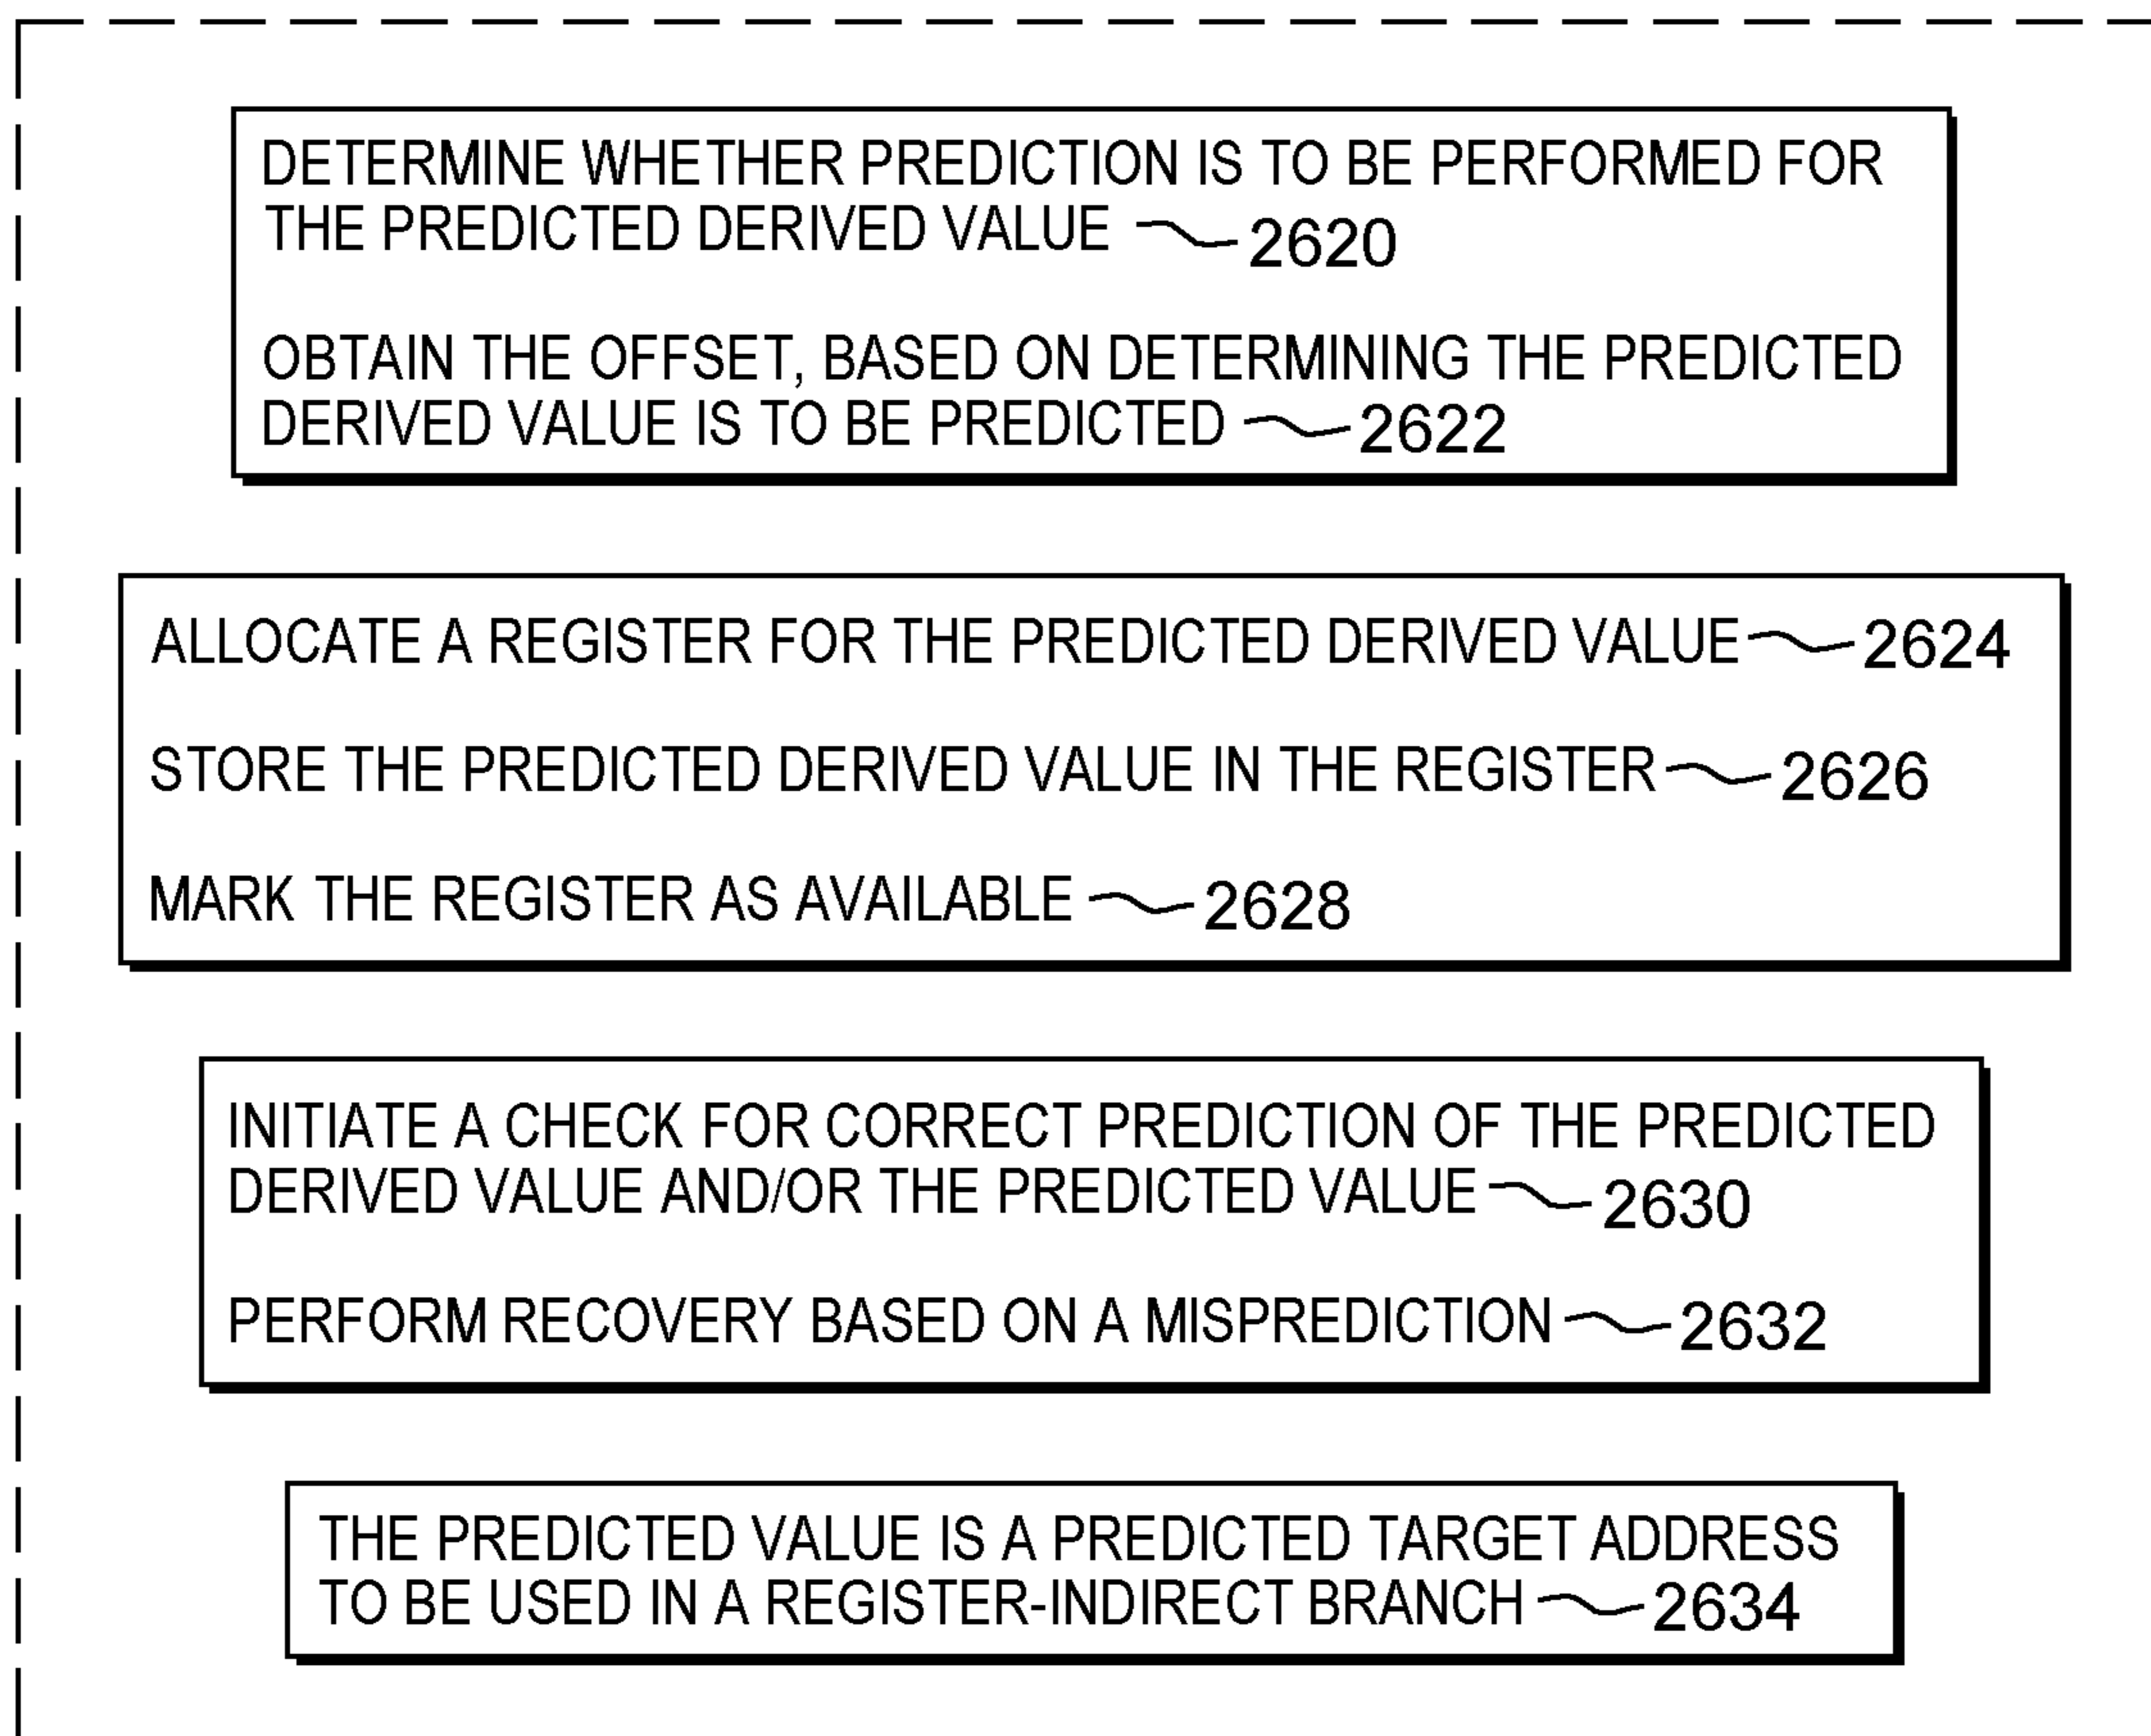 DETERMINE WHETHER PREDICTION IS TO BE PERFORMED FOR
THE PREDICTED DERIVED VALUE 2620
OBTAIN THE OFFSET, BASED ON DETERMINING THE PREDICTED
DERIVED VALUE IS TO BE PREDICTED 2622
ALLOCATE A REGISTER FOR THE PREDICTED DERIVED VALUE 2624
STORE THE PREDICTED DERIVED VALUE IN THE REGISTER 2626
MARK THE REGISTER AS AVAILABLE 2628
INITIATE A CHECK FOR CORRECT PREDICTION OF THE PREDICTED
DERIVED VALUE AND/OR THE PREDICTED VALUE 2630
PERFORM RECOVERY BASED ON A MISPREDICTION 2632
THE PREDICTED VALUE IS A PREDICTED TARGET ADDRESS
TO BE USED IN A REGISTER-INDIRECT BRANCH 2634